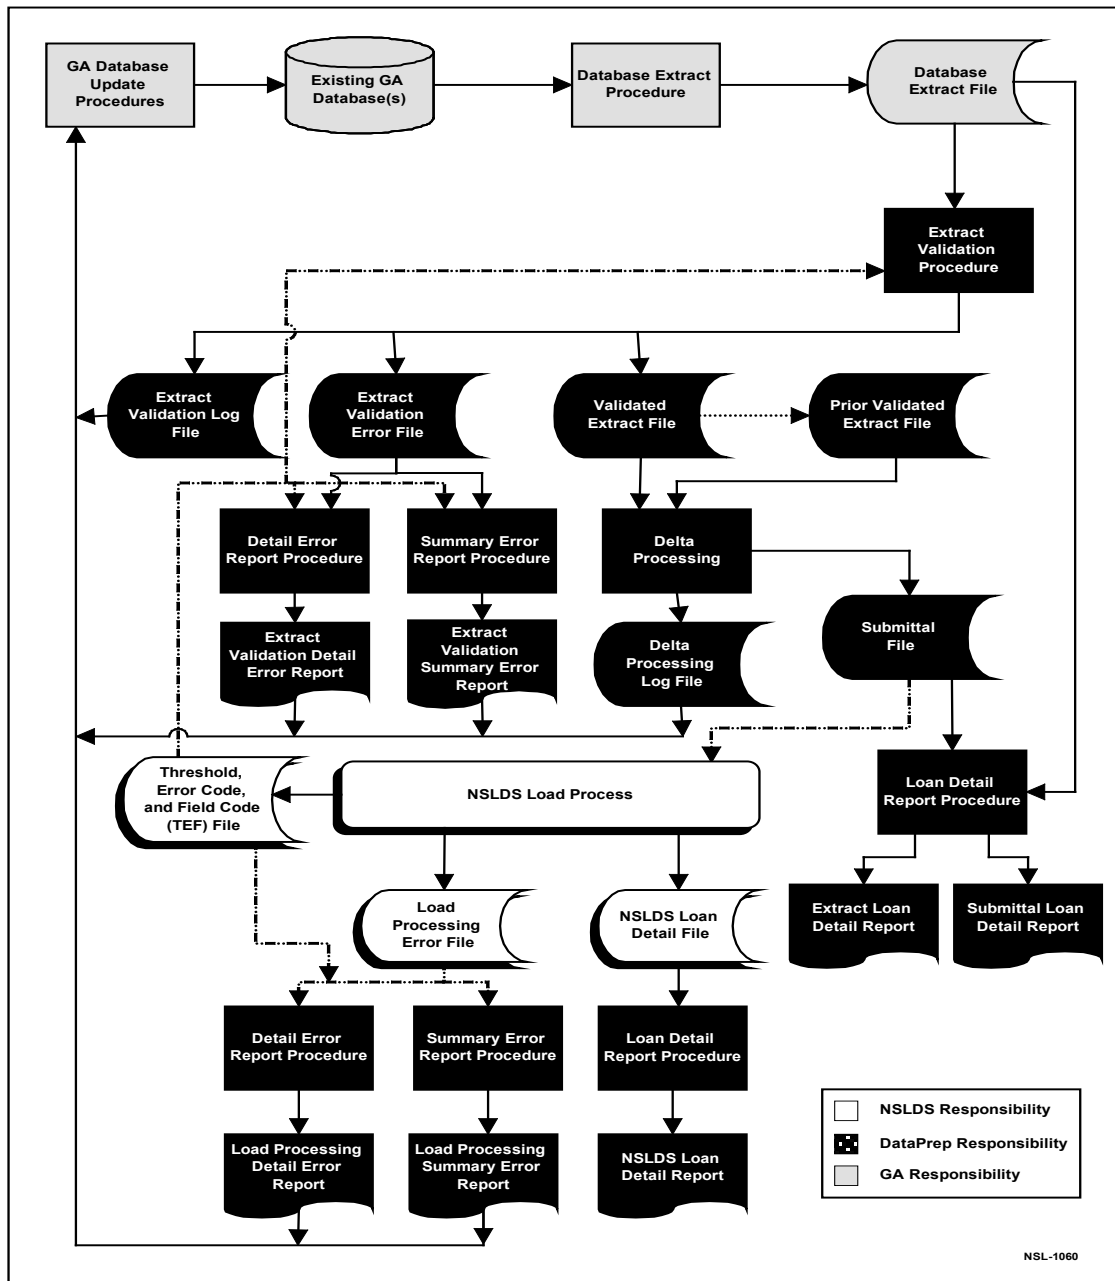 GA Database
Update
Procedures
Existing GA
Database(s)
Database Extract
Procedure
Database
Extract File
Extract
Validation
Procedure
Extract
Validation Log
File
Extract
Validation
Error File
Validated
Extract File
Prior Validated
Extract File
Detail Error
Report Procedure
Summary Error
Report Procedure
Delta
Processing
Extract
Validation Detail
Error Report
Extract
Validation
Summary Error
Report
Delta
Processing
Log File
Submittal
File
Threshold,
Error Code,
and Field Code
(TEF) File
NSLDS Load Process
Loan Detail
Report Procedure
Load
Processing
Error File
NSLDS Loan
Detail File
Extract Loan
Detail Report
Submittal Loan
Detail Report
Detail Error
Report Procedure
Summary Error
Report Procedure
Loan Detail
Report Procedure
Load Processing
Detail Error
Report
Load Processing
Summary Error
Report
NSLDS Loan
Detail Report
NSLDS Responsibility
DataPrep Responsibility
GA Responsibility
NSL-1060